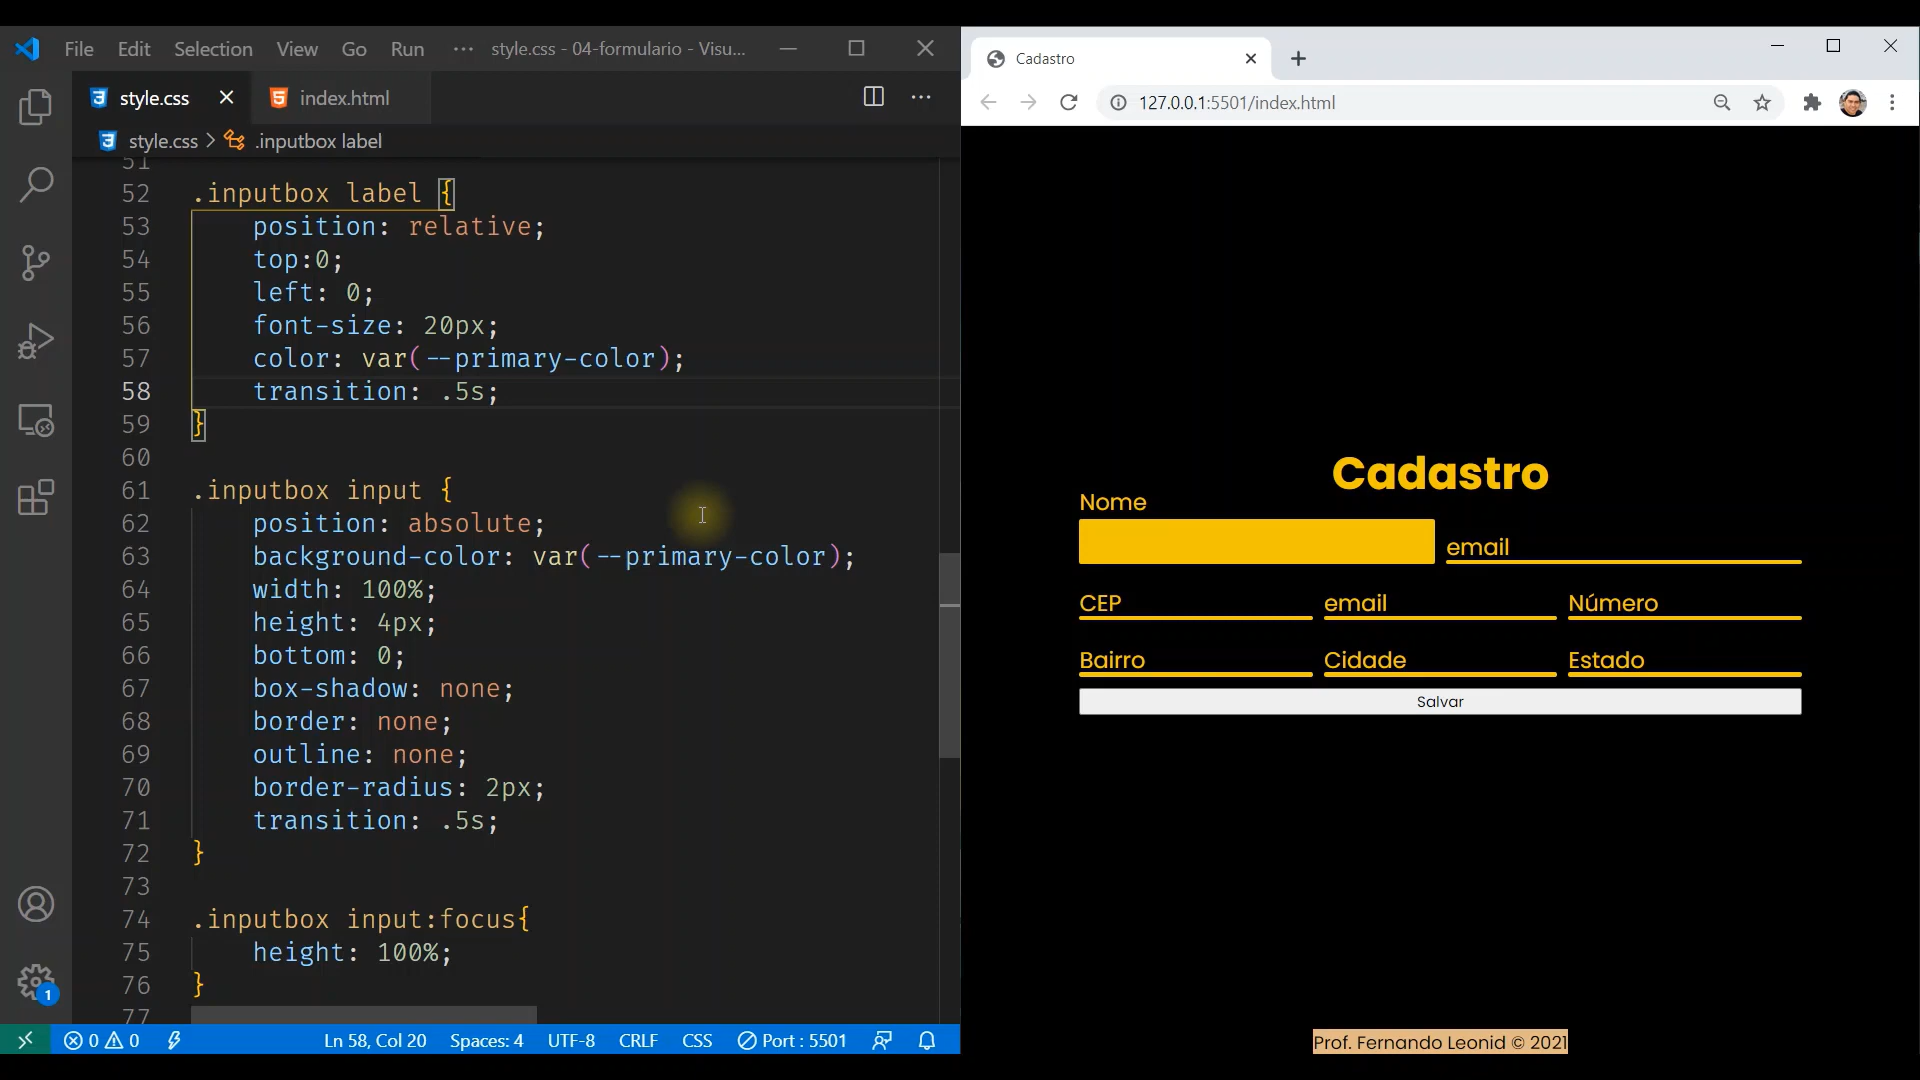 File Edit Selection View Go Run ··· style.css - 04-formulario - Visu...
style.css index.html
style.css > .inputbox label
51
52 .inputbox label {
53 position: relative;
54 top:0;
55 left: 0;
56 font-size: 20px;
57 color: var(--primary-color);
58 transition: .5s;
59 }
60
61 .inputbox input {
62 position: absolute;
63 background-color: var(--primary-color);
64 width: 100%;
65 height: 4px;
66 bottom: 0;
67 box-shadow: none;
68 border: none;
69 outline: none;
70 border-radius: 2px;
71 transition: .5s;
72 }
73
74 .inputbox input:focus{
75 height: 100%;
76 }
77
1
0 0 Ln 58, Col 20 Spaces: 4 UTF-8 CRLF CSS Port : 5501
Cadastro
127.0.0.1:5501/index.html
Cadastro
Nome
email
CEP email Número
Bairro Cidade Estado
Salvar
Prof. Fernando Leonid © 2021